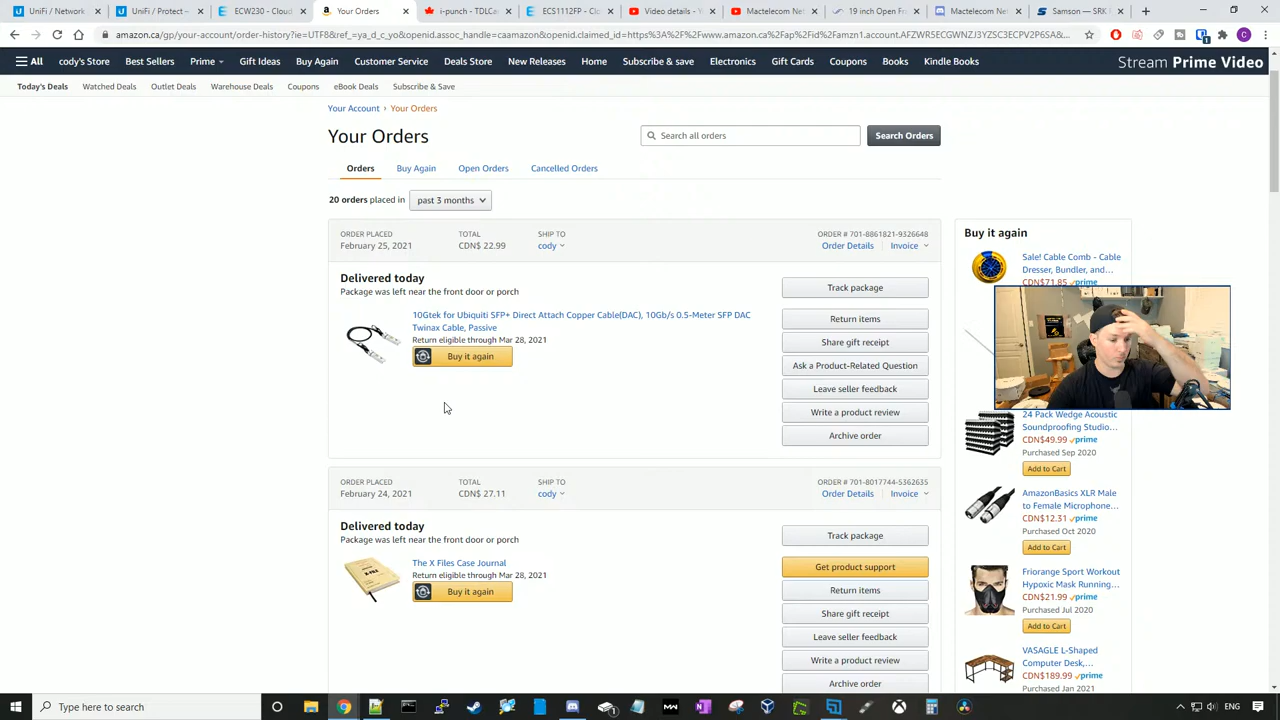 UniFi / Network
UniFi / Protect -
ECW230 - Cloud
Your Orders
i-punch - TDLCa
ECS1112FP - Clo
Video details - Y
Mactelecom Net
19 inch Open Fr
Mactelecom Net
Samson — SRK
amazon.ca/gp/your-account/order-history?ie=UTF8&ref_=ya_d_c_yo&openid.assoc_handle=caamazon&openid.claimed_id=https%3A%2F%2Fwww.amazon.ca%2Fap%2Fid%2Famzn1.account.AFZWR5ECGWNZJ3YZSC3ECPV2P6SA&...
All cody's Store Best Sellers Prime Gift Ideas Buy Again Customer Service Deals Store New Releases Home Subscribe & save Electronics Gift Cards Coupons Books Kindle Books Stream Prime Video
Today's Deals Watched Deals Outlet Deals Warehouse Deals Coupons eBook Deals Subscribe & Save
Your Account › Your Orders
Your Orders
Search all orders
Search Orders
Orders Buy Again Open Orders Cancelled Orders
20 orders placed in past 3 months
ORDER PLACED TOTAL SHIP TO ORDER # 701-8861821-9326648
February 25, 2021 CDN$ 22.99 cody Order Details Invoice
Delivered today
Package was left near the front door or porch
10Gtek for Ubiquiti SFP+ Direct Attach Copper Cable(DAC), 10Gb/s 0.5-Meter SFP DAC
Twinax Cable, Passive
Return eligible through Mar 28, 2021
Buy it again
Track package
Return items
Share gift receipt
Ask a Product-Related Question
Leave seller feedback
Write a product review
Archive order
ORDER PLACED TOTAL SHIP TO ORDER # 701-8017744-5362635
February 24, 2021 CDN$ 27.11 cody Order Details Invoice
Delivered today
Package was left near the front door or porch
The X Files Case Journal
Return eligible through Mar 28, 2021
Buy it again
Track package
Get product support
Return items
Share gift receipt
Leave seller feedback
Write a product review
Archive order
Buy it again
Sale! Cable Comb - Cable
Dresser, Bundler, and...
CDN$71.85 prime
24 Pack Wedge Acoustic
Soundproofing Studio...
CDN$49.99 prime
Purchased Sep 2020
Add to Cart
AmazonBasics XLR Male
to Female Microphone...
CDN$12.31 prime
Purchased Oct 2020
Add to Cart
Friorange Sport Workout
Hypoxic Mask Running...
CDN$21.99 prime
Purchased Jul 2020
Add to Cart
VASAGLE L-Shaped
Computer Desk,...
CDN$189.99 prime
Purchased Jan 2021
Type here to search